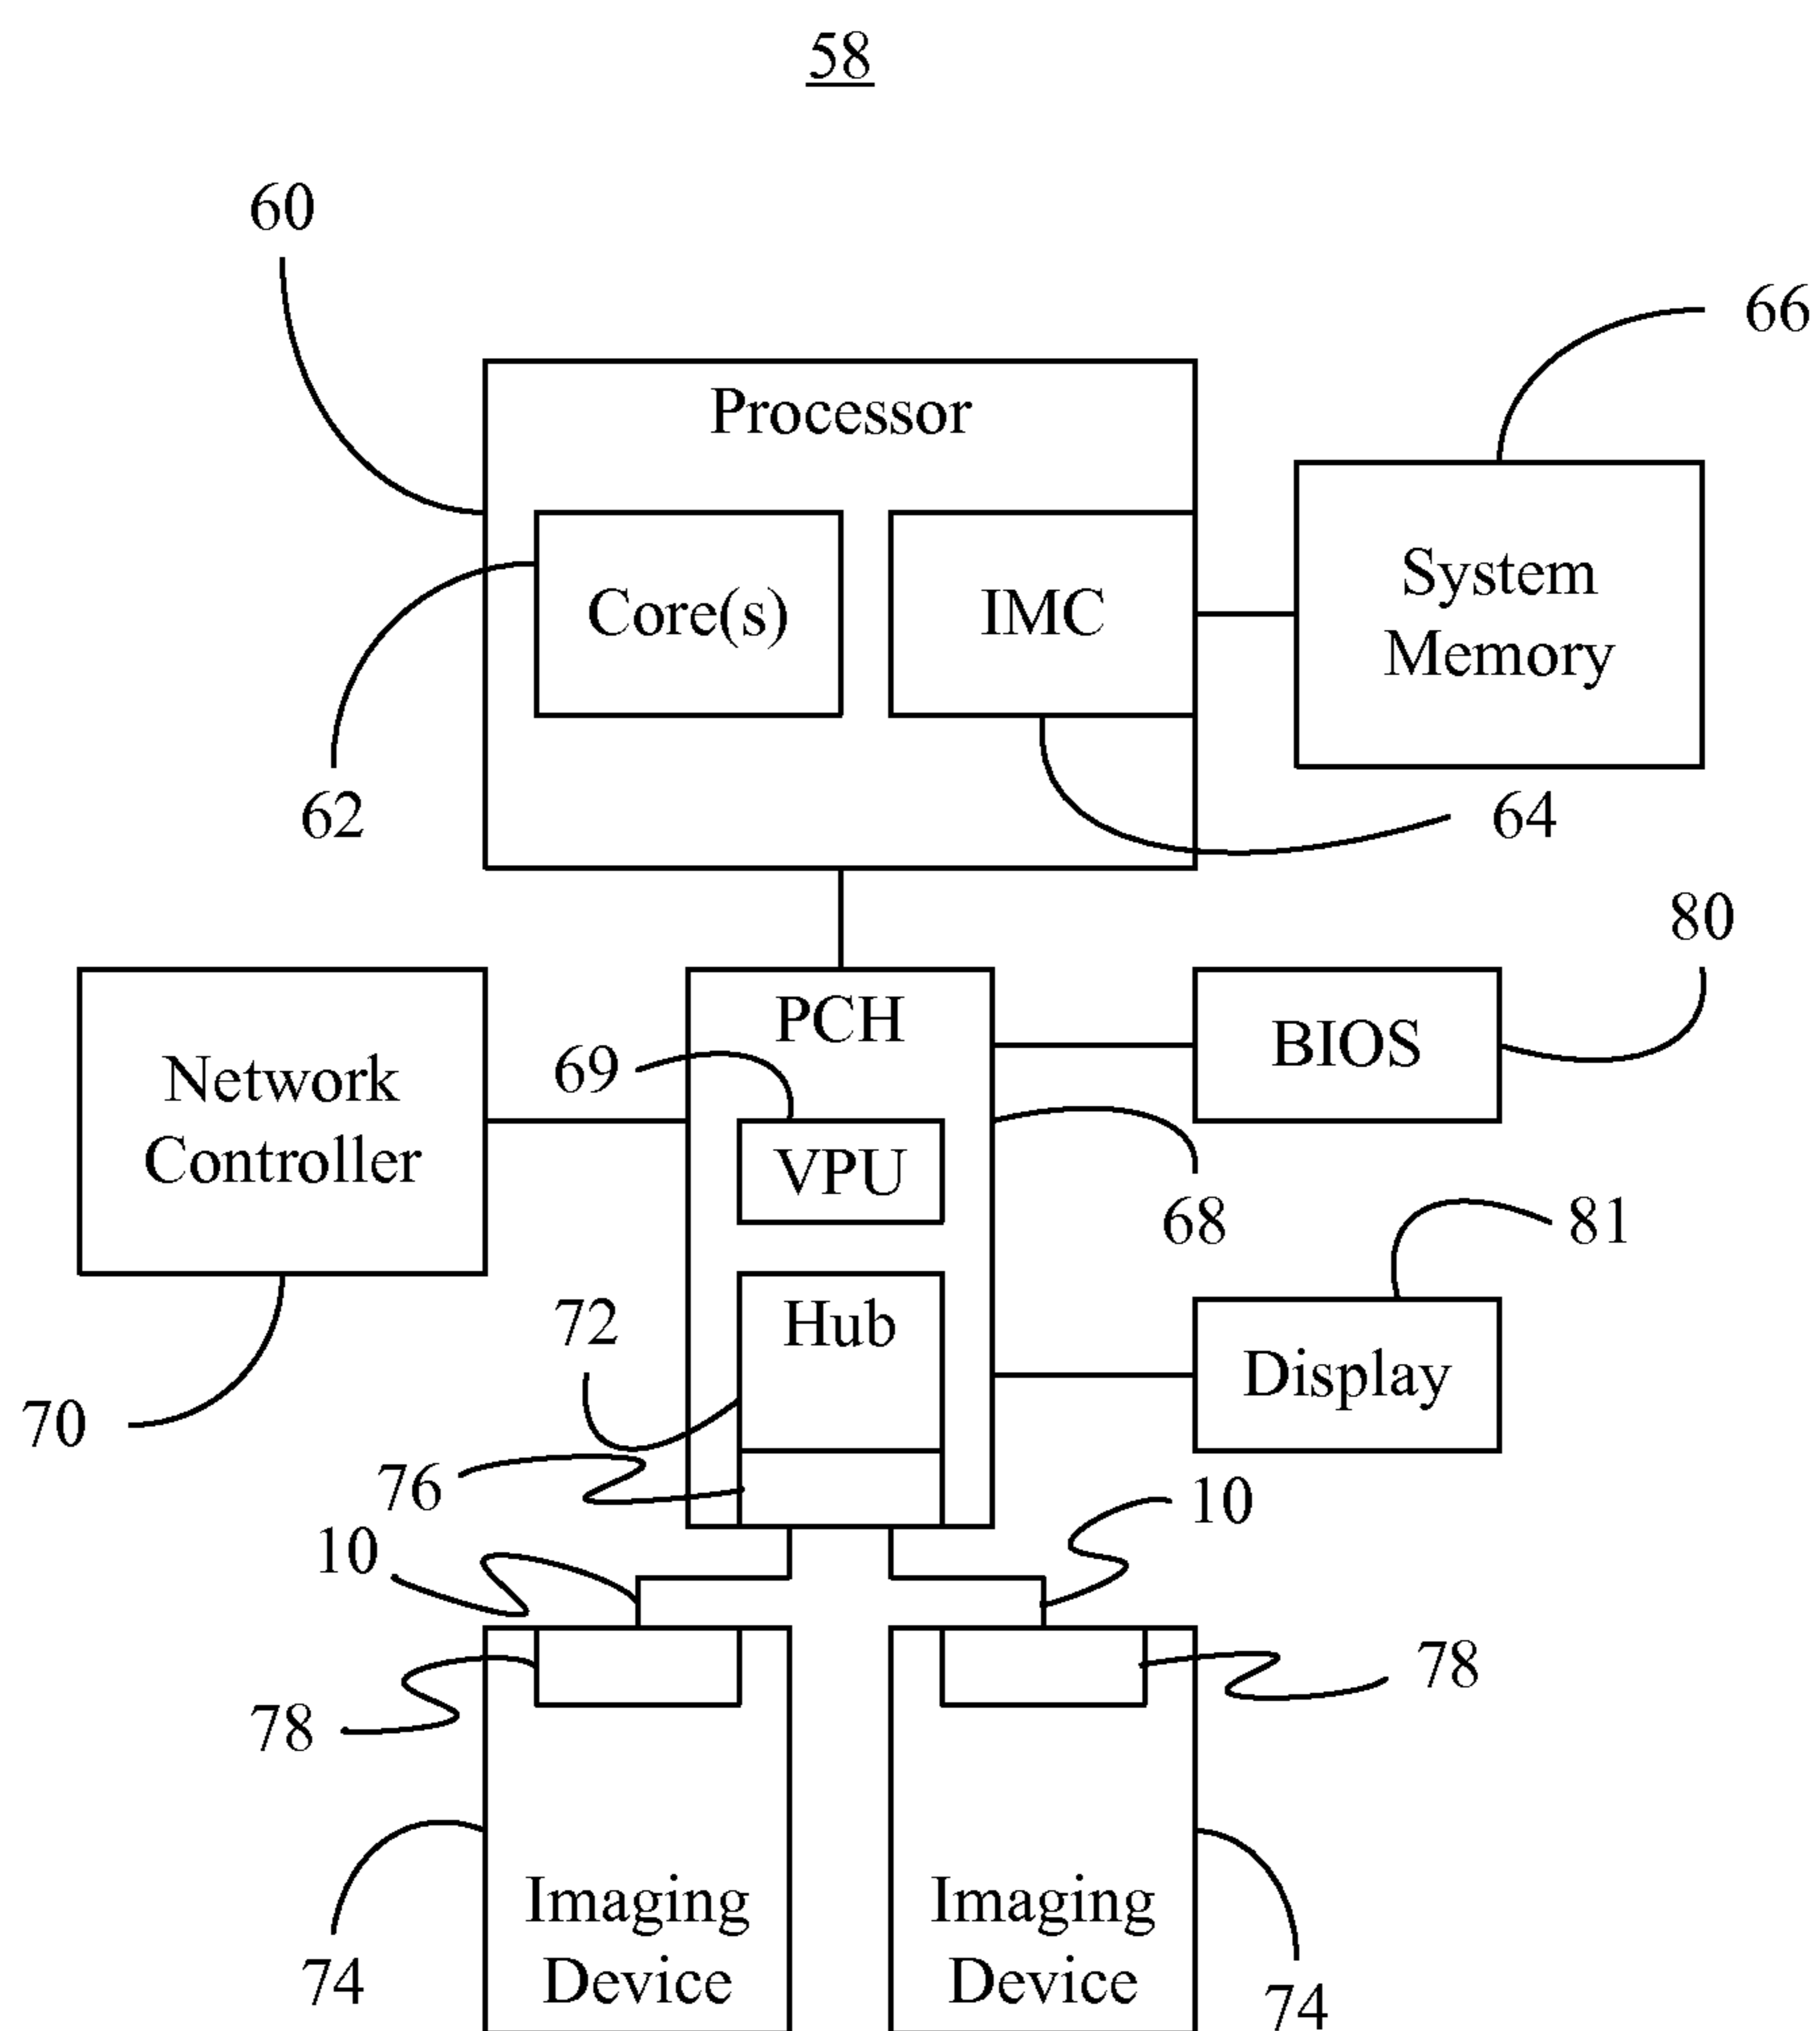 58
60
66
Processor
Core(s)
IMC
System
Memory
62
64
80
PCH
BIOS
69
Network
Controller
VPU
68
81
72
Hub
Display
70
76
10
10
78
78
Imaging
Device
Imaging
Device
74
74